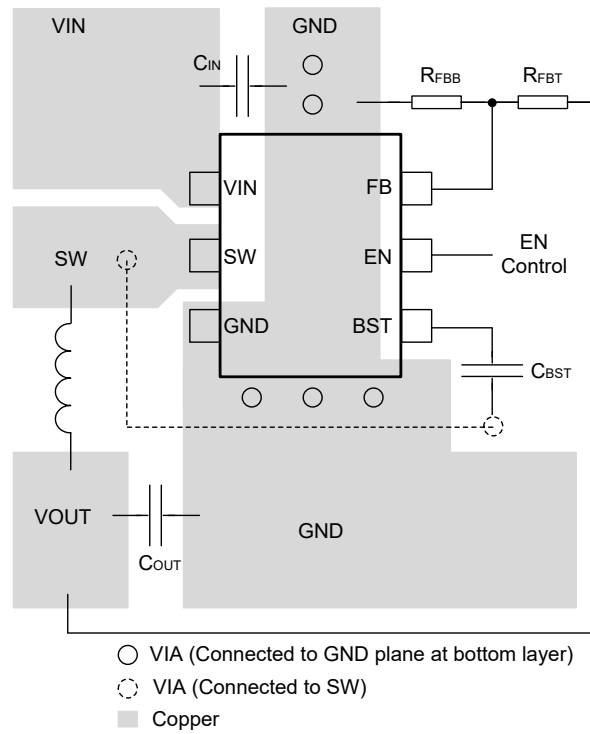 VIN
GND
CIN
RFBB
RFBT
VIN
FB
SW
SW
EN
EN
Control
GND
BST
CBST
VOUT
COUT
GND
VIA (Connected to GND plane at bottom layer)
VIA (Connected to SW)
Copper